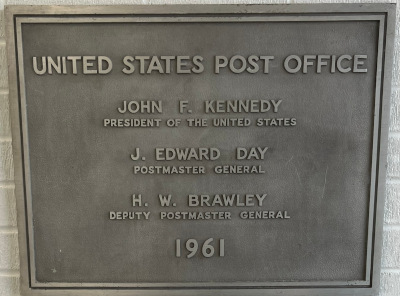 UNITED STATES POST OFFICE
JOHN F. KENNEDY
PRESIDENT OF THE UNITED STATES
J. EDWARD DAY
POSTMASTER GENERAL
H. W. BRAWLEY
DEPUTY POSTMASTER GENERAL
1961